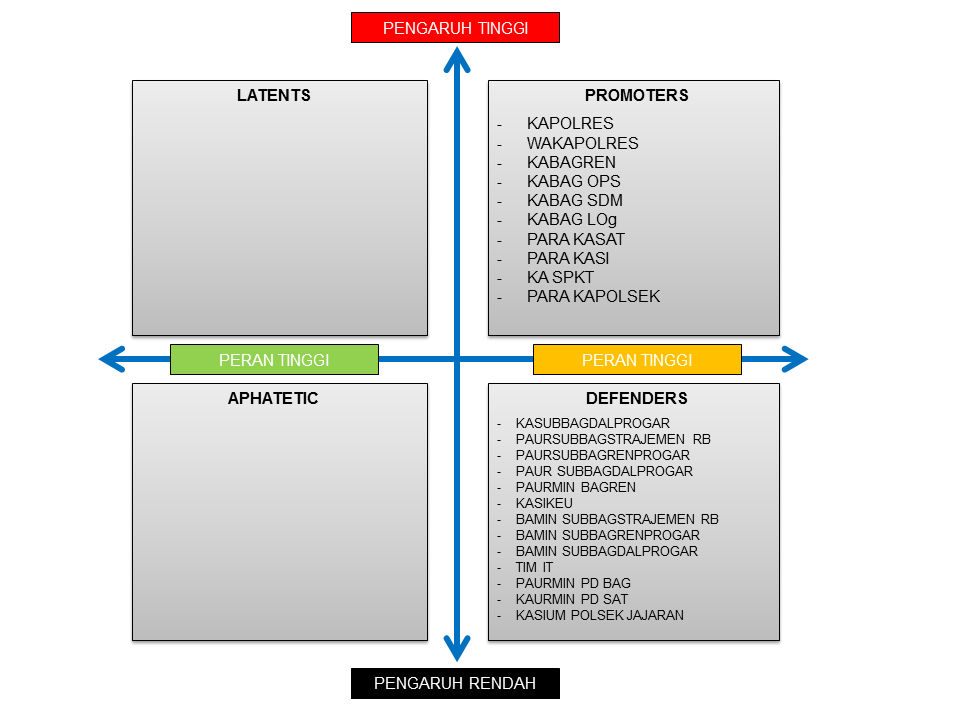 PENGARUH TINGGI
LATENTS
PROMOTERS
- KAPOLRES
- WAKAPOLRES
- KABAGREN
- KABAG OPS
- KABAG SDM
- KABAG LOg
- PARA KASAT
- PARA KASI
- KA SPKT
- PARA KAPOLSEK
PERAN TINGGI
PERAN TINGGI
APHATETIC
DEFENDERS
- KASUBBAGDALPROGAR
- PAURSUBBAGSTRAJEMEN RB
- PAURSUBBAGRENPROGAR
- PAUR SUBBAGDALPROGAR
- PAURMIN BAGREN
- KASIKEU
- BAMIN SUBBAGSTRAJEMEN RB
- BAMIN SUBBAGRENPROGAR
- BAMIN SUBBAGDALPROGAR
- TIM IT
- PAURMIN PD BAG
- KAURMIN PD SAT
- KASIUM POLSEK JAJARAN
PENGARUH RENDAH